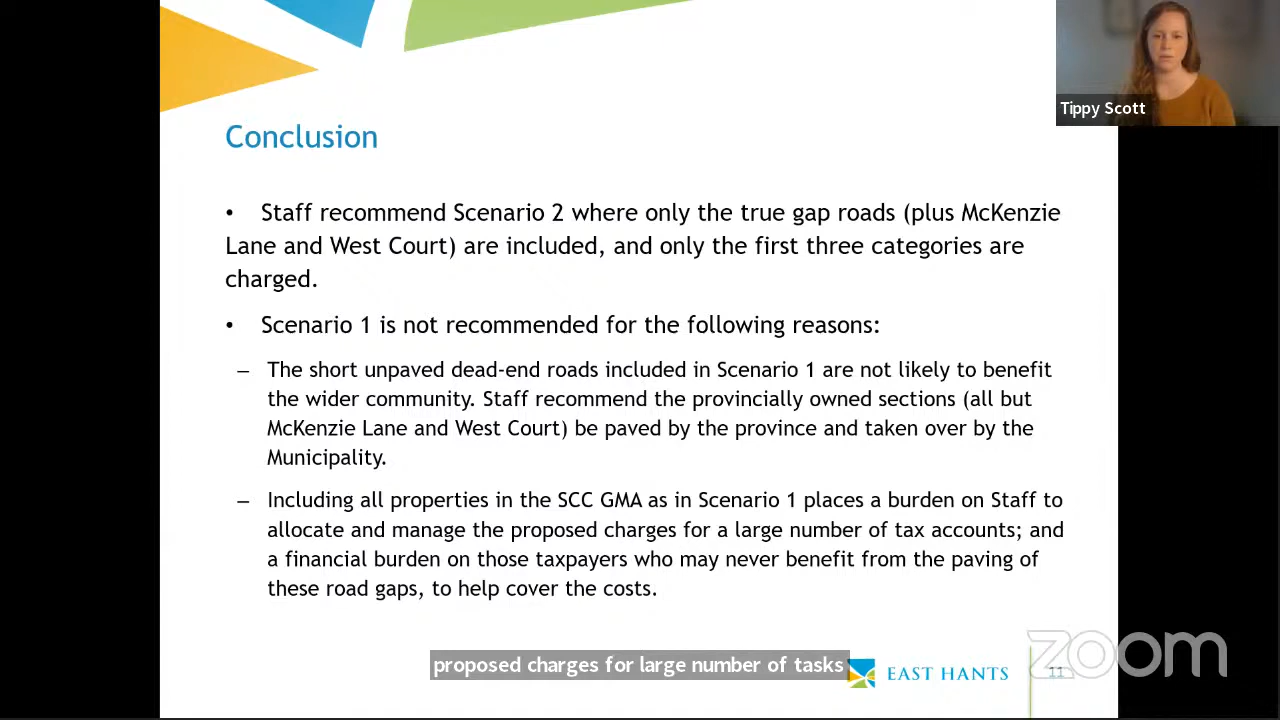 Tippy Scott
Conclusion
• Staff recommend Scenario 2 where only the true gap roads (plus McKenzie
Lane and West Court) are included, and only the first three categories are
charged.
• Scenario 1 is not recommended for the following reasons:
– The short unpaved dead-end roads included in Scenario 1 are not likely to benefit
the wider community. Staff recommend the provincially owned sections (all but
McKenzie Lane and West Court) be paved by the province and taken over by the
Municipality.
– Including all properties in the SCC GMA as in Scenario 1 places a burden on Staff to
allocate and manage the proposed charges for a large number of tax accounts; and
a financial burden on those taxpayers who may never benefit from the paving of
these road gaps, to help cover the costs.
proposed charges for large number of tasks
EAST HANTS
11
zoom